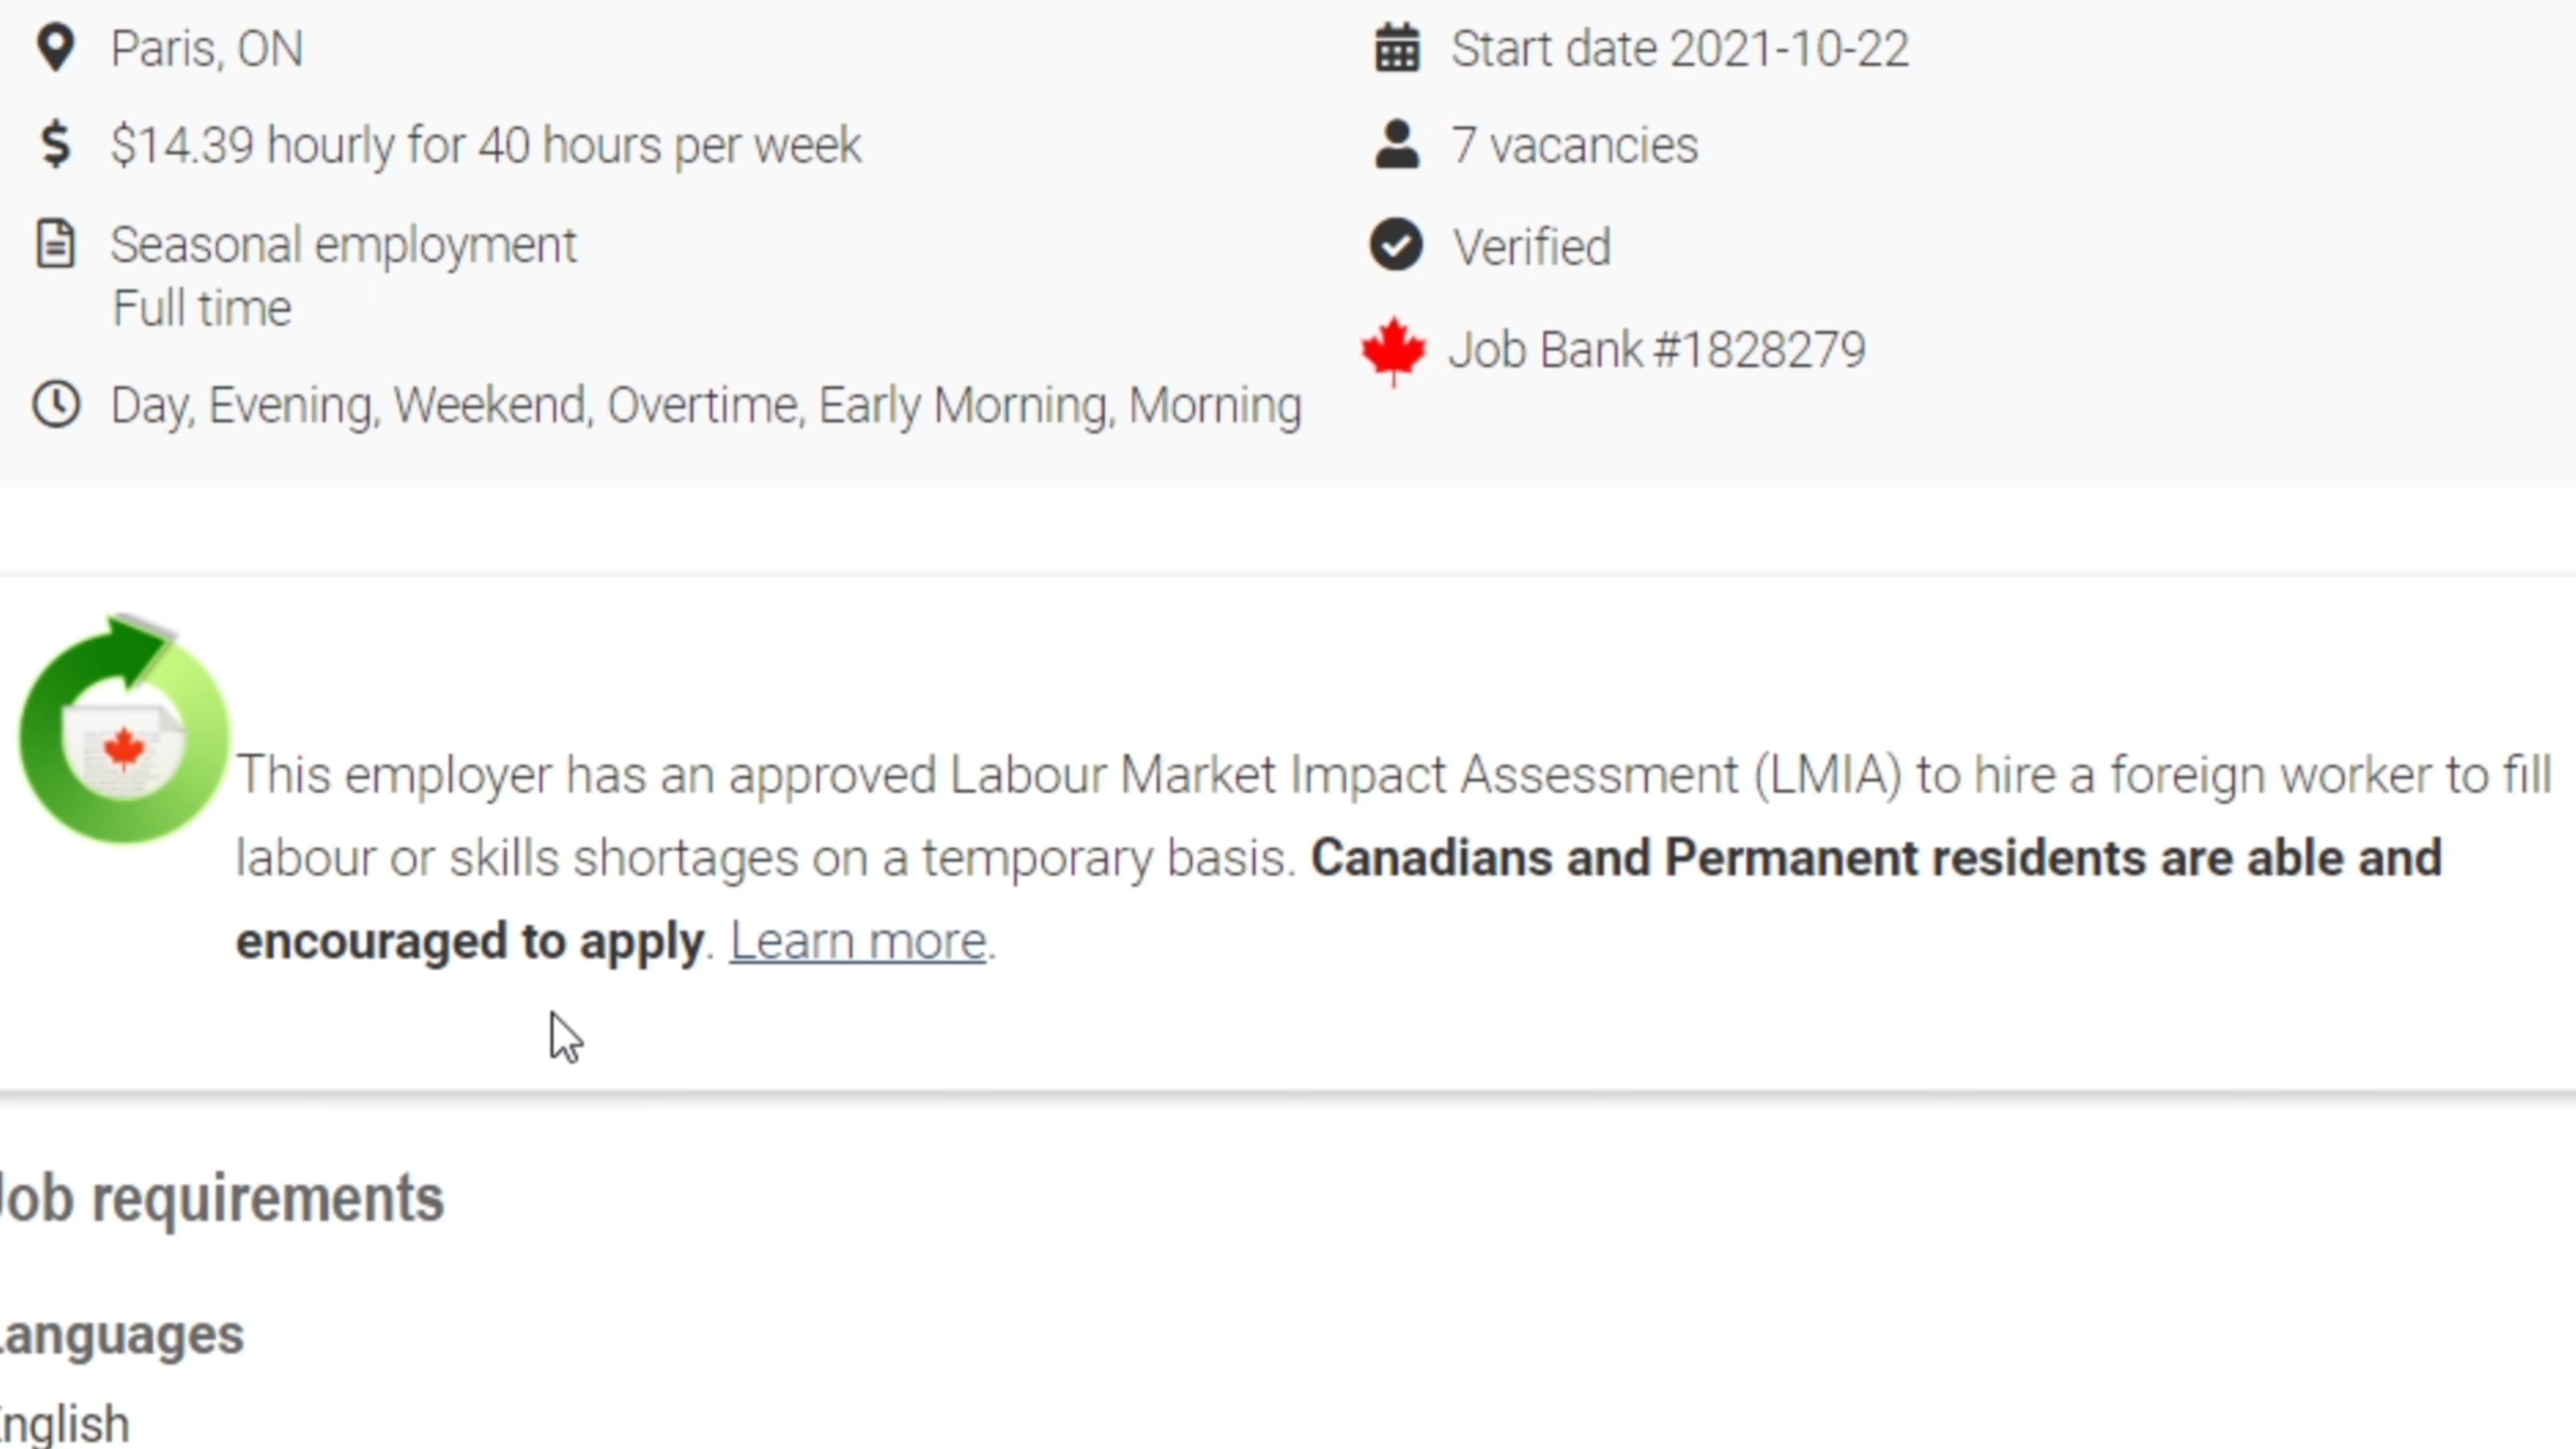 Paris, ON
$14.39 hourly for 40 hours per week
Seasonal employment
Full time
Day, Evening, Weekend, Overtime, Early Morning, Morning
Start date 2021-10-22
7 vacancies
Verified
Job Bank #1828279
This employer has an approved Labour Market Impact Assessment (LMIA) to hire a foreign worker to fill
labour or skills shortages on a temporary basis. Canadians and Permanent residents are able and
encouraged to apply. Learn more.
Job requirements
Languages
English